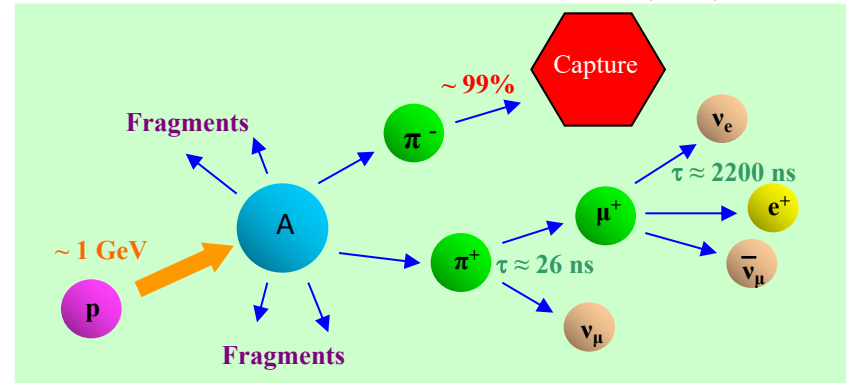 Capture
~ 99%
ν_e
Fragments
π⁻
τ ≈ 2200 ns
μ⁺
e⁺
A
~ 1 GeV
π⁺
τ ≈ 26 ns
ν̅_μ
p
ν_μ
Fragments